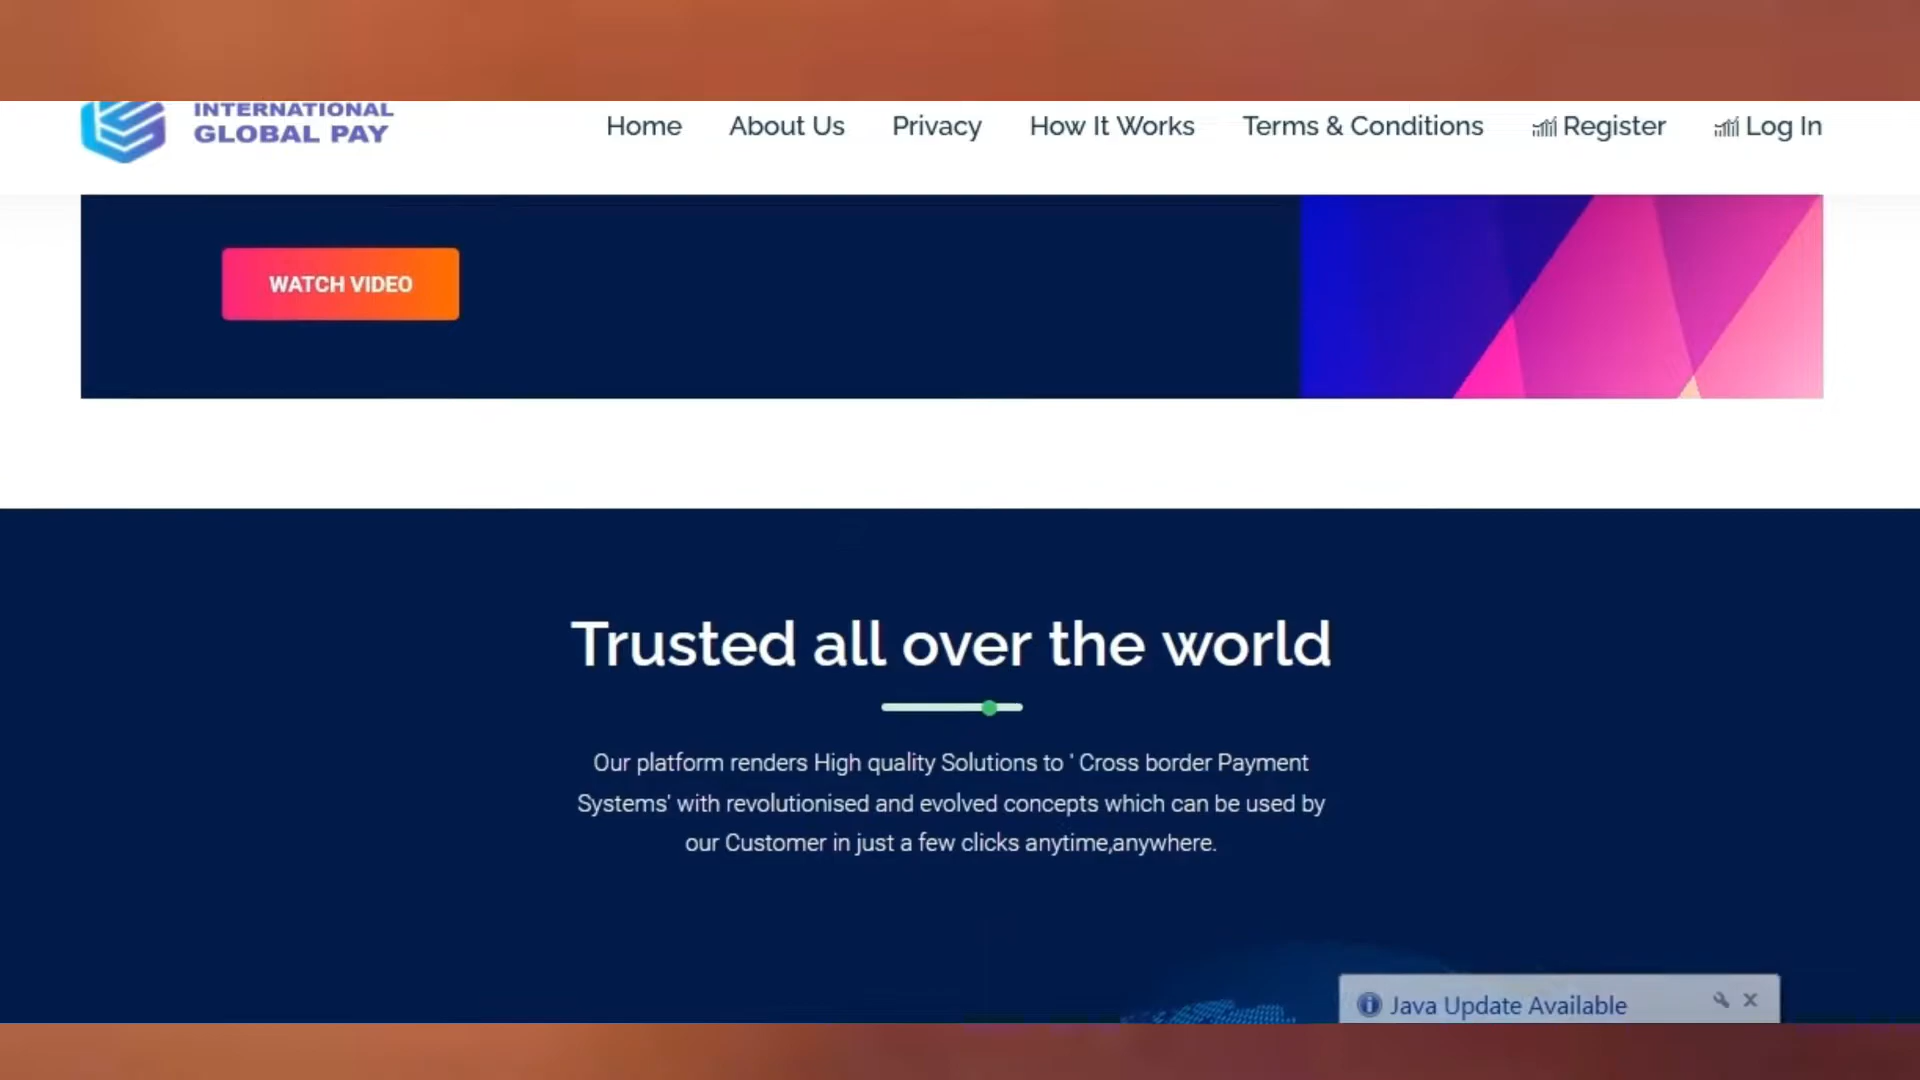 INTERNATIONAL
GLOBAL PAY
Home About Us Privacy How It Works Terms & Conditions Register Log In
WATCH VIDEO
Trusted all over the world
Our platform renders High quality Solutions to ' Cross border Payment
Systems' with revolutionised and evolved concepts which can be used by
our Customer in just a few clicks anytime,anywhere.
Java Update Available